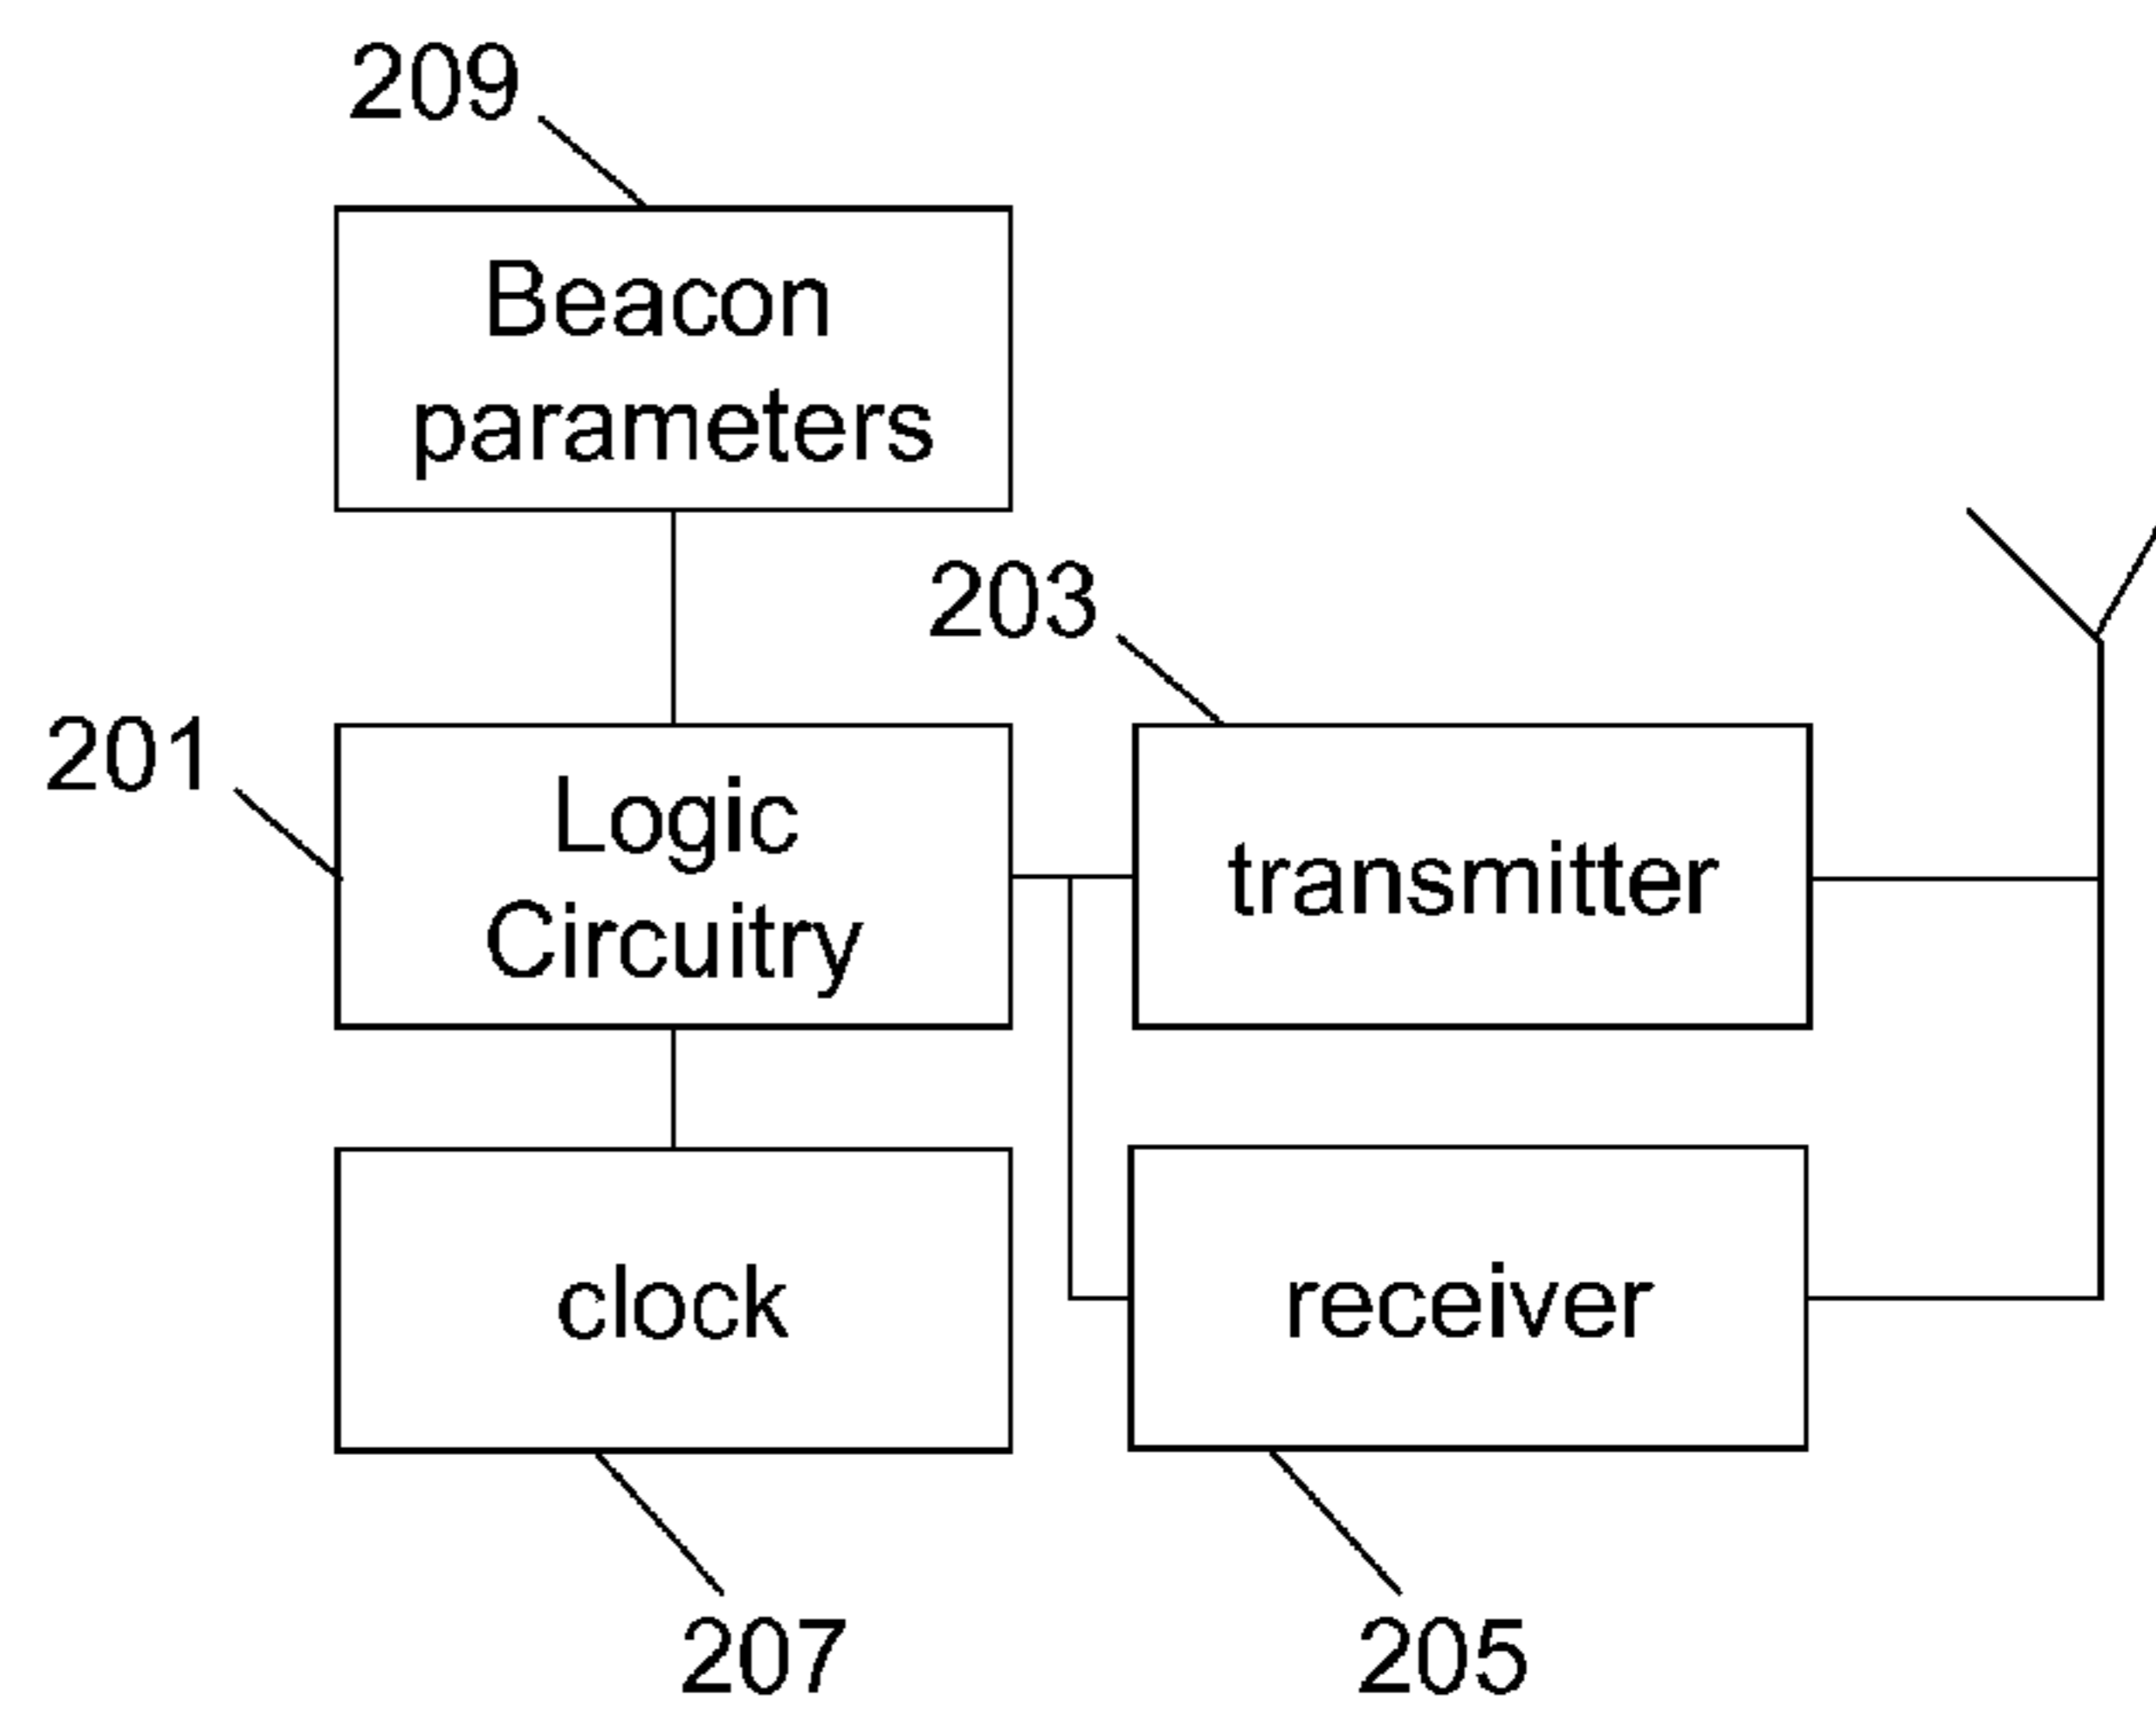 209
Beacon
parameters
203
201
Logic
Circuitry
transmitter
clock
receiver
207
205